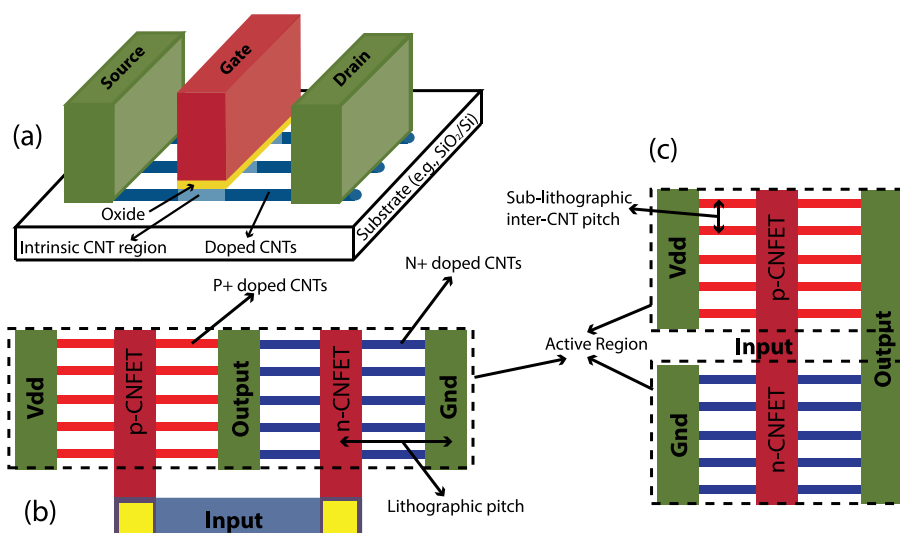 (a)
Source
Gate
Drain
Substrate (e.g., SiO2/Si)
Oxide
Intrinsic CNT region
Doped CNTs
P+ doped CNTs
N+ doped CNTs
Vdd
p-CNFET
Output
n-CNFET
Gnd
Lithographic pitch
Input
(b)
(c)
Sub-lithographic
inter-CNT pitch
Active Region
Vdd
p-CNFET
Input
Output
Gnd
n-CNFET